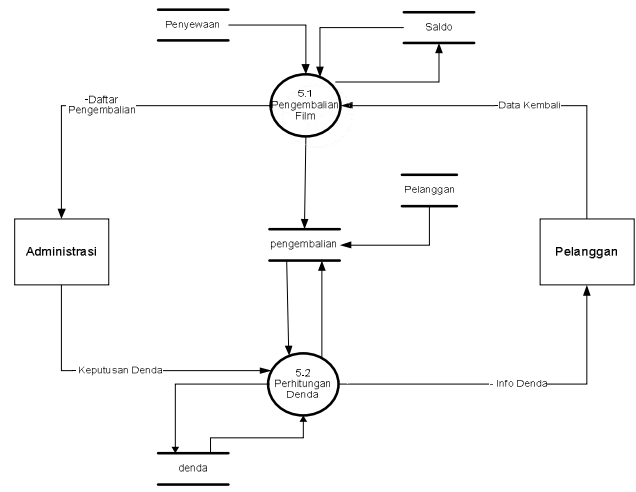 Penyewaan
Saldo
5.1
Pengembalian
Film
-Daftar
Pengembalian
Data Kembali
Pelanggan
pengembalian
Administrasi
Pelanggan
Keputusan Denda
5.2
Perhitungan
Denda
- Info Denda
denda